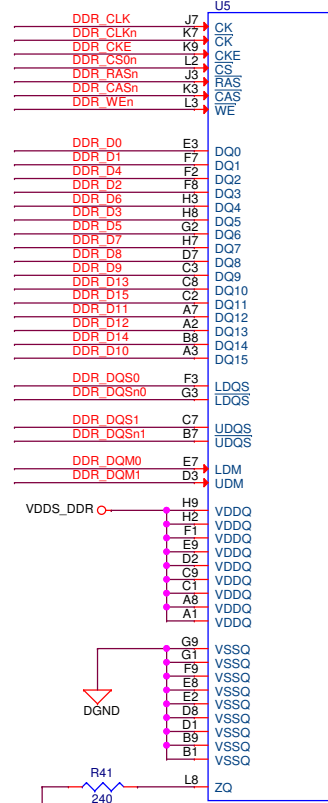 U5
DDR_CLK J7 CK
DDR_CLKn K7 CK
DDR_CKE K9 CKE
DDR_CS0n L2 CS
DDR_RASn J3 RAS
DDR_CASn K3 CAS
DDR_WEn L3 WE
DDR_D0 E3 DQ0
DDR_D1 F7 DQ1
DDR_D4 F2 DQ2
DDR_D2 F8 DQ3
DDR_D6 H3 DQ4
DDR_D3 H8 DQ5
DDR_D5 G2 DQ6
DDR_D7 H7 DQ7
DDR_D8 D7 DQ8
DDR_D9 C3 DQ9
DDR_D13 C8 DQ10
DDR_D15 C2 DQ11
DDR_D11 A7 DQ12
DDR_D12 A2 DQ13
DDR_D14 B8 DQ14
DDR_D10 A3 DQ15
DDR_DQS0 F3 LDQS
DDR_DQSn0 G3 LDQS
DDR_DQS1 C7 UDQS
DDR_DQSn1 B7 UDQS
DDR_DQM0 E7 LDM
DDR_DQM1 D3 UDM
VDDS_DDR H9 VDDQ
H2 VDDQ
F1 VDDQ
E9 VDDQ
D2 VDDQ
C9 VDDQ
C1 VDDQ
A8 VDDQ
A1 VDDQ
G9 VSSQ
G1 VSSQ
F9 VSSQ
E8 VSSQ
E2 VSSQ
D8 VSSQ
D1 VSSQ
B9 VSSQ
B1 VSSQ
DGND
R41 L8 ZQ
240